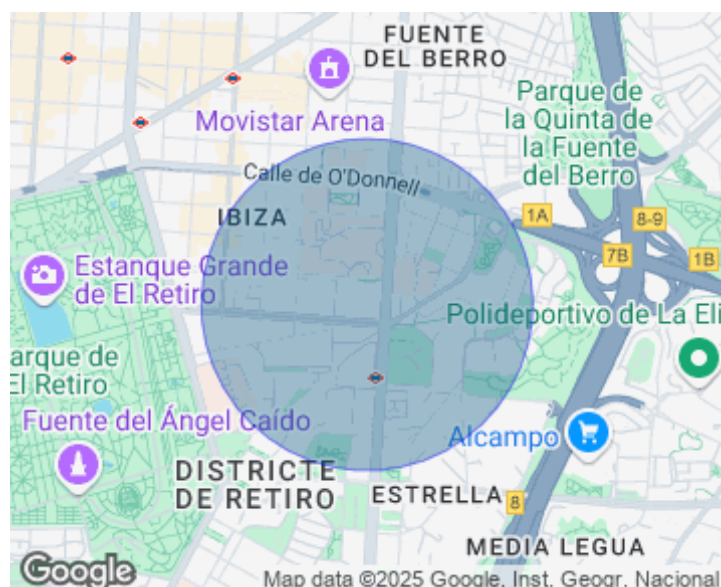 FUENTE
DEL BERRO
Movistar Arena
Parque de
la Quinta de
la Fuente
del Berro
Calle de O'Donnell
IBIZA
1A
8-9
7B
1B
Estanque Grande
de El Retiro
Polideportivo de La Eli
arque de
El Retiro
Fuente del Ángel Caído
Alcampo
DISTRICTE
DE RETIRO
ESTRELLA
8
MEDIA LEGUA
Google
Map data ©2025 Google, Inst. Geogr. Nacional